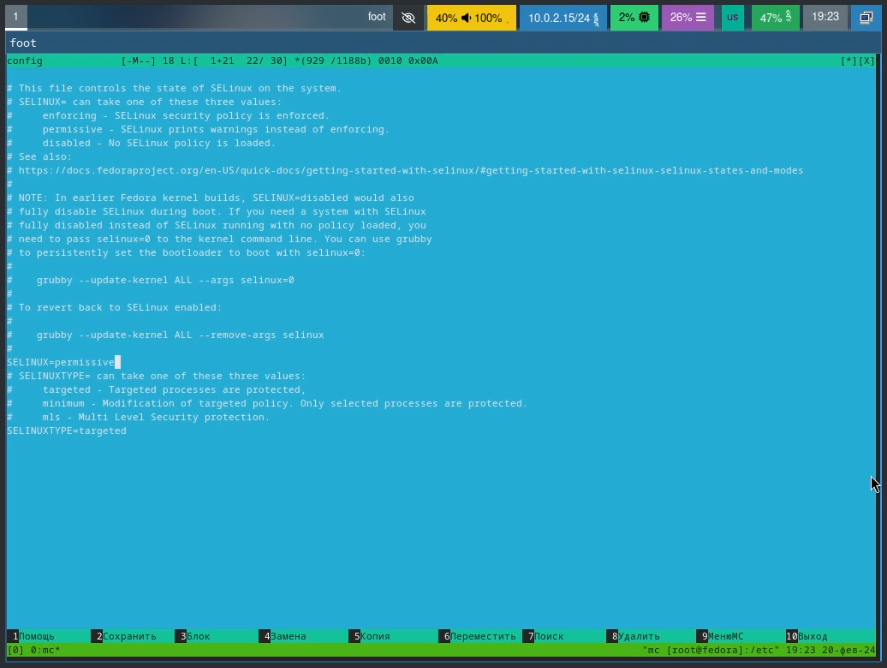 1 foot 40% 100% 10.0.2.15/24 2% 26% us 47% 19:23
foot
config [-M--] 18 L:[ 1+21 22/ 30] *(929 /1188b) 0010 0x00A [*][X]
# This file controls the state of SELinux on the system.
# SELINUX= can take one of these three values:
# enforcing - SELinux security policy is enforced.
# permissive - SELinux prints warnings instead of enforcing.
# disabled - No SELinux policy is loaded.
# See also:
# https://docs.fedoraproject.org/en-US/quick-docs/getting-started-with-selinux/#getting-started-with-selinux-selinux-states-and-modes
#
# NOTE: In earlier Fedora kernel builds, SELINUX=disabled would also
# fully disable SELinux during boot. If you need a system with SELinux
# fully disabled instead of SELinux running with no policy loaded, you
# need to pass selinux=0 to the kernel command line. You can use grubby
# to persistently set the bootloader to boot with selinux=0:
#
# grubby --update-kernel ALL --args selinux=0
#
# To revert back to SELinux enabled:
#
# grubby --update-kernel ALL --remove-args selinux
#
SELINUX=permissive
# SELINUXTYPE= can take one of these three values:
# targeted - Targeted processes are protected,
# minimum - Modification of targeted policy. Only selected processes are protected.
# mls - Multi Level Security protection.
SELINUXTYPE=targeted
1Помощь 2Сохранить 3Блок 4Замена 5Копия 6Переместить 7Поиск 8Удалить 9МенюMC 10Выход
[0] 0:mc* "mc [root@fedora]:/etc" 19:23 20-фев-24